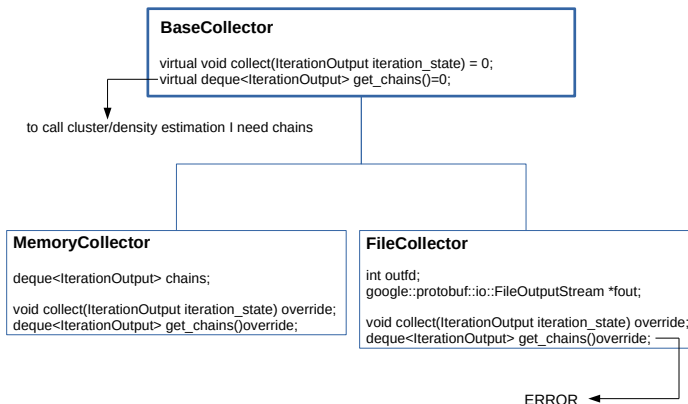 BaseCollector
virtual void collect(IterationOutput iteration_state) = 0;
virtual deque<IterationOutput> get_chains()=0;
to call cluster/density estimation I need chains
MemoryCollector
deque<IterationOutput> chains;
void collect(IterationOutput iteration_state) override;
deque<IterationOutput> get_chains()override;
FileCollector
int outfd;
google::protobuf::io::FileOutputStream *fout;
void collect(IterationOutput iteration_state) override;
deque<IterationOutput> get_chains()override;
ERROR